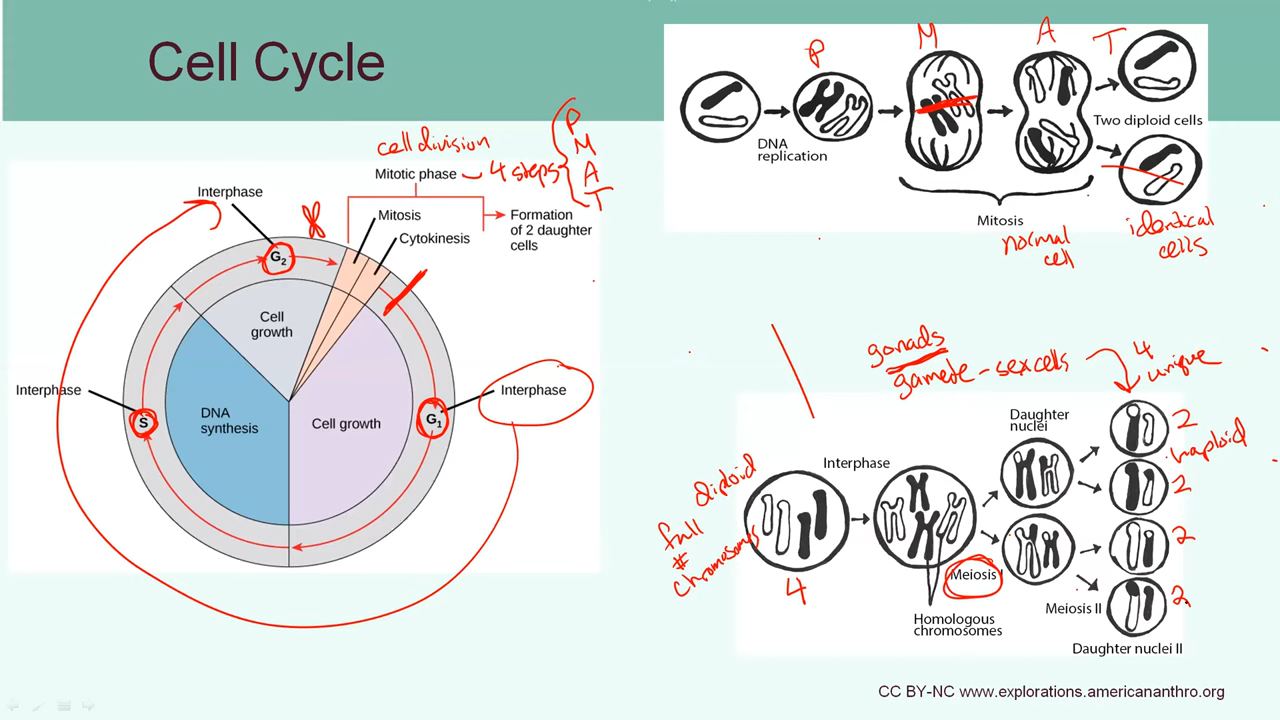 Cell Cycle
cell division
Mitotic phase
4 steps
P
M
A
T
Interphase
Mitosis
Cytokinesis
Formation
of 2 daughter
cells
G2
Cell
growth
Interphase
S
DNA
synthesis
Cell growth
G1
Interphase
P
M
A
T
DNA
replication
Two diploid cells
Mitosis
normal
cell
identical
cells
gonads
gamete - sex cells
4
unique
Daughter
nuclei
Interphase
diploid
full
#
chromosomes
4
Meiosis I
Homologous
chromosomes
Meiosis II
Daughter nuclei II
2
haploid
2
2
2
CC BY-NC www.explorations.americananthro.org